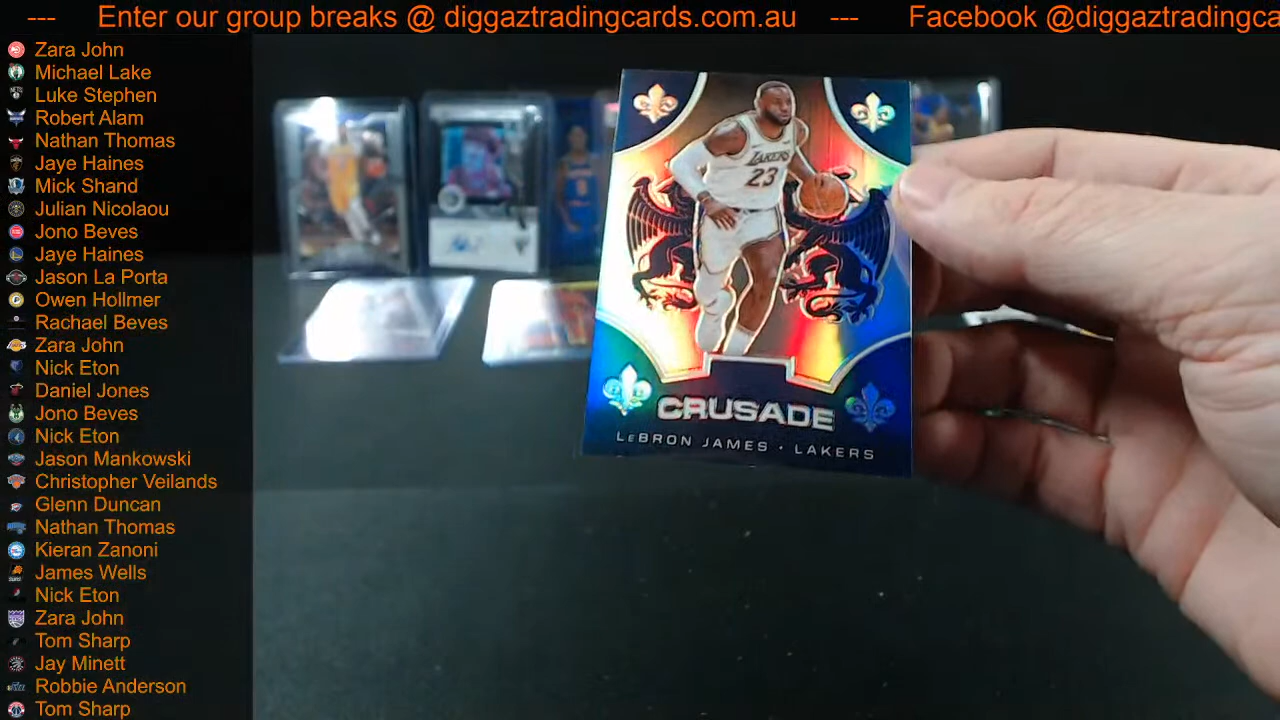 --- Enter our group breaks @ diggaztradingcards.com.au --- Facebook @diggaztradingca
Zara John
Michael Lake
Luke Stephen
Robert Alam
Nathan Thomas
Jaye Haines
Mick Shand
Julian Nicolaou
Jono Beves
Jaye Haines
Jason La Porta
Owen Hollmer
Rachael Beves
Zara John
Nick Eton
Daniel Jones
Jono Beves
Nick Eton
Jason Mankowski
Christopher Veilands
Glenn Duncan
Nathan Thomas
Kieran Zanoni
James Wells
Nick Eton
Zara John
Tom Sharp
Jay Minett
Robbie Anderson
Tom Sharp
LAKERS
23
CRUSADE
LEBRON JAMES · LAKERS